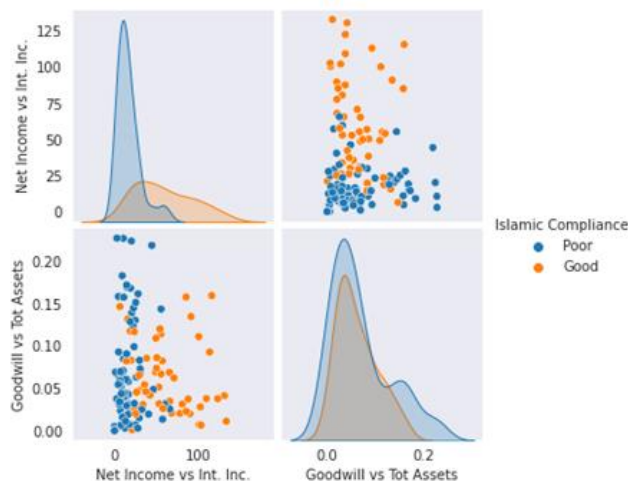 125
100
75
50
25
0
Net Income vs Int. Inc.
Islamic Compliance
Poor
Good
0.20
0.15
0.10
0.05
0.00
Goodwill vs Tot Assets
0
100
0.0
0.2
Net Income vs Int. Inc.
Goodwill vs Tot Assets